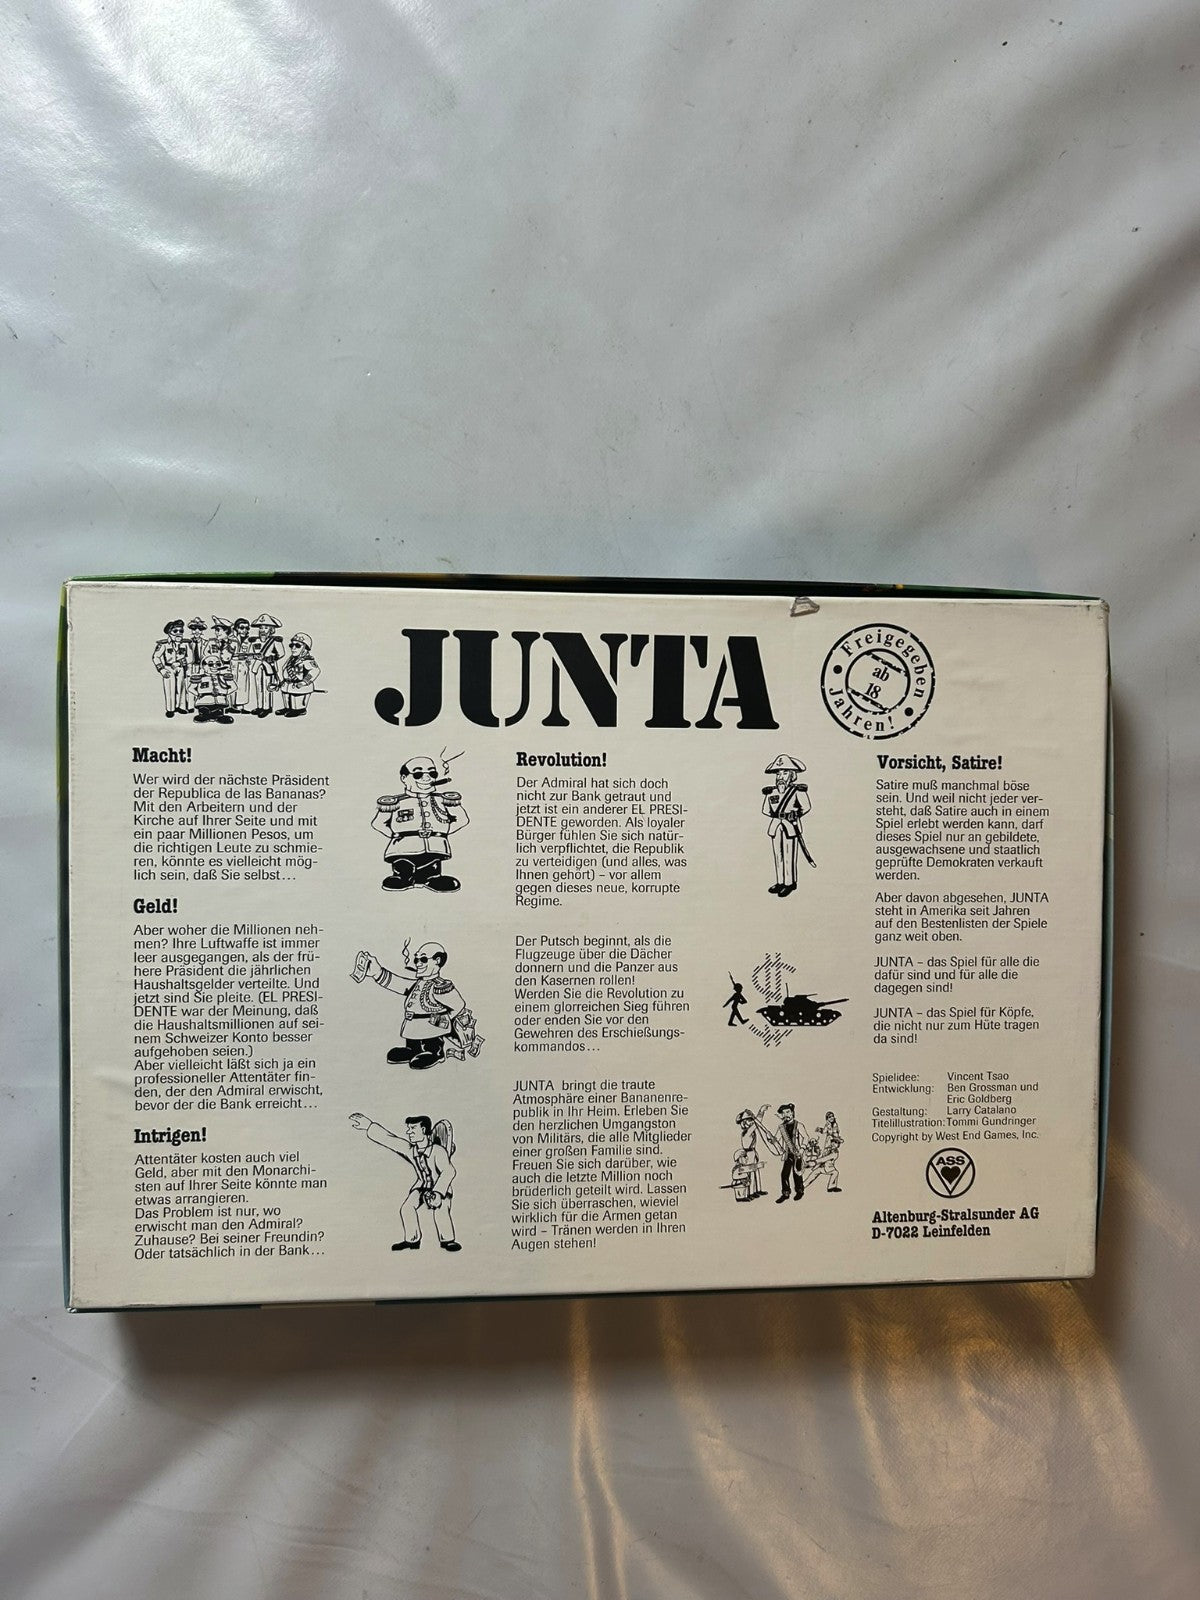 JUNTA
Freigegeben
ab
18
Jahren!
Macht!
Wer wird der nächste Präsident
der Republica de las Bananas?
Mit den Arbeitern und der
Kirche auf Ihrer Seite und mit
ein paar Millionen Pesos, um
die richtigen Leute zu schmie-
ren, könnte es vielleicht mög-
lich sein, daß Sie selbst...
Geld!
Aber woher die Millionen neh-
men? Ihre Luftwaffe ist immer
leer ausgegangen, als der frü-
here Präsident die jährlichen
Haushaltsgelder verteilte. Und
jetzt sind Sie pleite. (EL PRESI-
DENTE war der Meinung, daß
die Haushaltsmillionen auf sei-
nem Schweizer Konto besser
aufgehoben seien.)
Aber vielleicht läßt sich ja ein
professioneller Attentäter fin-
den, der den Admiral erwischt,
bevor der die Bank erreicht...
Intrigen!
Attentäter kosten auch viel
Geld, aber mit den Monarchi-
sten auf Ihrer Seite könnte man
etwas arrangieren.
Das Problem ist nur, wo
erwischt man den Admiral?
Zuhause? Bei seiner Freundin?
Oder tatsächlich in der Bank...
Revolution!
Der Admiral hat sich doch
nicht zur Bank getraut und
jetzt ist ein anderer EL PRESI-
DENTE geworden. Als loyaler
Bürger fühlen Sie sich natür-
lich verpflichtet, die Republik
zu verteidigen (und alles, was
Ihnen gehört) – vor allem
gegen dieses neue, korrupte
Regime.
Der Putsch beginnt, als die
Flugzeuge über die Dächer
donnern und die Panzer aus
den Kasernen rollen!
Werden Sie die Revolution zu
einem glorreichen Sieg führen
oder enden Sie vor den
Gewehren des Erschießungs-
kommandos...
JUNTA bringt die traute
Atmosphäre einer Bananenre-
publik in Ihr Heim. Erleben Sie
den herzlichen Umgangston
von Militärs, die alle Mitglieder
einer großen Familie sind.
Freuen Sie sich darüber, wie
auch die letzte Million noch
brüderlich geteilt wird. Lassen
Sie sich überraschen, wieviel
wirklich für die Armen getan
wird – Tränen werden in Ihren
Augen stehen!
Vorsicht, Satire!
Satire muß manchmal böse
sein. Und weil nicht jeder ver-
steht, daß Satire auch in einem
Spiel erlebt werden kann, darf
dieses Spiel nur an gebildete,
ausgewachsene und staatlich
geprüfte Demokraten verkauft
werden.
Aber davon abgesehen, JUNTA
steht in Amerika seit Jahren
auf den Bestenlisten der Spiele
ganz weit oben.
JUNTA – das Spiel für alle die
dafür sind und für alle die
dagegen sind!
JUNTA – das Spiel für Köpfe,
die nicht nur zum Hüte tragen
da sind!
Spielidee: Vincent Tsao
Entwicklung: Ben Grossman und
Eric Goldberg
Gestaltung: Larry Catalano
Titelillustration: Tommi Gundringer
Copyright by West End Games, Inc.
ASS
Altenburg-Stralsunder AG
D-7022 Leinfelden